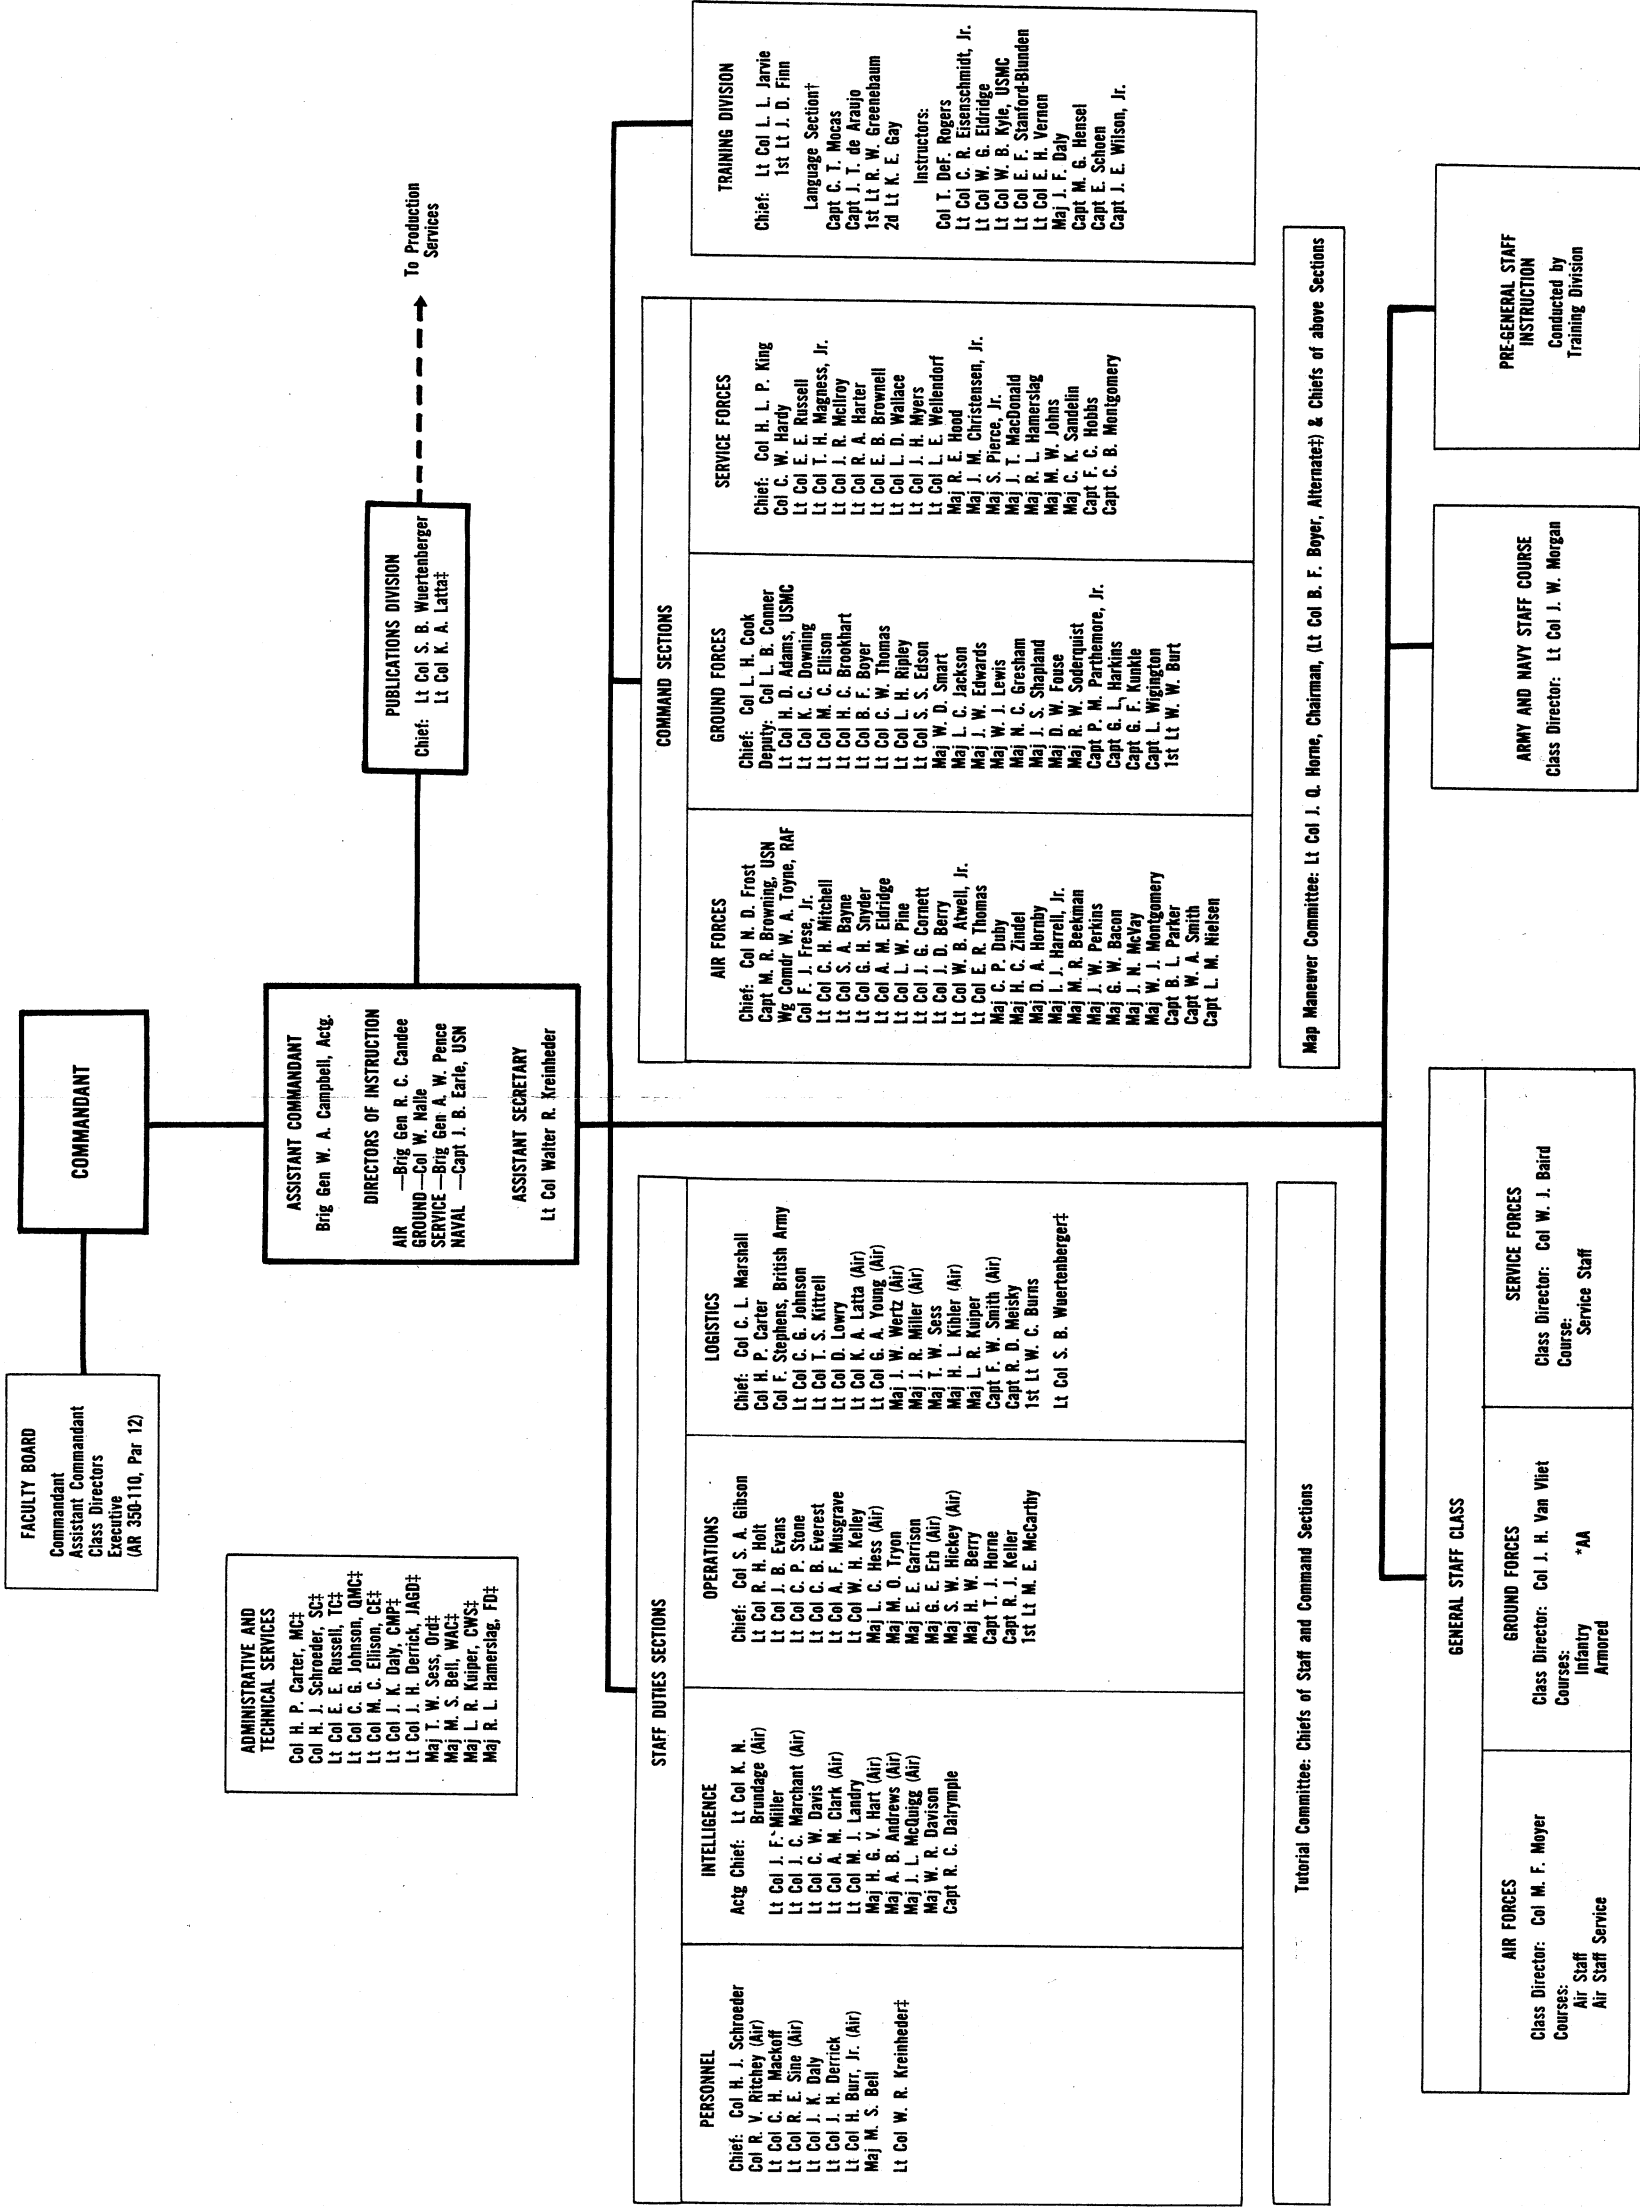 COMMANDANT
FACULTY BOARD
Commandant
Assistant Commandant
Class Directors
Executive
(AR 350-110, Par 12)
ADMINISTRATIVE AND
TECHNICAL SERVICES
Col H. P. Carter, MC‡
Col H. J. Schroeder, SC‡
Lt Col E. E. Russell, TC‡
Lt Col C. G. Johnson, QMC‡
Lt Col M. C. Ellison, CE‡
Lt Col J. K. Daly, CMP‡
Lt Col J. H. Derrick, JAGD‡
Maj T. W. Sess, Ord‡
Maj M. S. Bell, WAC‡
Maj L. R. Kuiper, CWS‡
Maj R. L. Hamerslag, FD‡
ASSISTANT COMMANDANT
Brig Gen W. A. Campbell, Actg.
DIRECTORS OF INSTRUCTION
AIR —Brig Gen R. C. Candee
GROUND—Col W. Nalle
SERVICE —Brig Gen A. W. Pence
NAVAL —Capt J. B. Earle, USN
ASSISTANT SECRETARY
Lt Col Walter R. Kreinheder
PUBLICATIONS DIVISION
Chief: Lt Col S. B. Wuertenberger
Lt Col K. A. Latta‡
To Production
Services
STAFF DUTIES SECTIONS
PERSONNEL
Chief: Col H. J. Schroeder
Col R. V. Ritchey (Air)
Lt Col C. H. Mackoff
Lt Col R. E. Sine (Air)
Lt Col J. K. Daly
Lt Col J. H. Derrick
Lt Col H. Burr, Jr. (Air)
Maj M. S. Bell
Lt Col W. R. Kreinheder‡
INTELLIGENCE
Actg Chief: Lt Col K. N.
Brundage (Air)
Lt Col J. F. Miller
Lt Col J. C. Marchant (Air)
Lt Col C. W. Davis
Lt Col A. M. Clark (Air)
Lt Col M. J. Landry
Maj H. G. V. Hart (Air)
Maj A. B. Andrews (Air)
Maj J. L. McQuigg (Air)
Maj W. R. Davison
Capt R. C. Dalrymple
OPERATIONS
Chief: Col S. A. Gibson
Lt Col R. H. Holt
Lt Col J. B. Evans
Lt Col C. P. Stone
Lt Col C. B. Everest
Lt Col A. F. Musgrave
Lt Col W. H. Kelley
Maj L. C. Hess (Air)
Maj M. O. Tryon
Maj E. E. Garrison
Maj G. E. Erb (Air)
Maj S. W. Hickey (Air)
Maj H. W. Berry
Capt T. J. Horne
Capt R. J. Keller
1st Lt M. E. McCarthy
LOGISTICS
Chief: Col C. L. Marshall
Col H. P. Carter
Col F. Stephens, British Army
Lt Col C. G. Johnson
Lt Col T. S. Kittrell
Lt Col D. Lowry
Lt Col K. A. Latta (Air)
Lt Col G. A. Young (Air)
Maj J. W. Wertz (Air)
Maj J. R. Miller (Air)
Maj T. W. Sess
Maj H. L. Kibler (Air)
Maj L. R. Kuiper
Capt F. W. Smith (Air)
Capt R. D. Meisky
1st Lt W. C. Burns
Lt Col S. B. Wuertenberger‡
COMMAND SECTIONS
AIR FORCES
Chief: Col N. D. Frost
Capt M. R. Browning, USN
Wg Comdr W. A. Toyne, RAF
Col F. J. Frese, Jr.
Lt Col C. H. Mitchell
Lt Col S. A. Bayne
Lt Col G. H. Snyder
Lt Col A. M. Eldridge
Lt Col L. W. Pine
Lt Col J. G. Cornett
Lt Col J. D. Berry
Lt Col W. B. Atwell, Jr.
Lt Col E. R. Thomas
Maj C. P. Duby
Maj H. C. Zindel
Maj D. A. Hornby
Maj I. J. Harrell, Jr.
Maj M. R. Beekman
Maj J. W. Perkins
Maj G. W. Bacon
Maj J. N. McVay
Maj W. J. Montgomery
Capt B. L. Parker
Capt W. A. Smith
Capt L. M. Nielsen
GROUND FORCES
Chief: Col L. H. Cook
Deputy: Col L. B. Conner
Lt Col H. D. Adams, USMC
Lt Col K. C. Downing
Lt Col M. C. Ellison
Lt Col H. C. Brookhart
Lt Col B. F. Boyer
Lt Col C. W. Thomas
Lt Col L. H. Ripley
Lt Col S. S. Edson
Maj W. D. Smart
Maj L. C. Jackson
Maj J. W. Edwards
Maj W. J. Lewis
Maj N. C. Gresham
Maj J. S. Shapland
Maj D. W. Fouse
Maj R. W. Soderquist
Capt P. M. Parthemore, Jr.
Capt G. L. Harkins
Capt G. F. Kunkle
Capt L. Wigington
1st Lt W. W. Burt
SERVICE FORCES
Chief: Col H. L. P. King
Col C. W. Hardy
Lt Col E. E. Russell
Lt Col T. H. Magness, Jr.
Lt Col J. R. McIlroy
Lt Col R. A. Harter
Lt Col E. B. Brownell
Lt Col L. D. Wallace
Lt Col J. H. Myers
Lt Col L. E. Wellendorf
Maj R. E. Hood
Maj J. M. Christensen, Jr.
Maj S. Pierce, Jr.
Maj J. T. MacDonald
Maj R. L. Hamerslag
Maj M. W. Johns
Maj C. K. Sandelin
Capt F. C. Hobbs
Capt C. B. Montgomery
TRAINING DIVISION
Chief: Lt Col L. L. Jarvie
1st Lt J. D. Finn
Language Section†
Capt C. T. Mocas
Capt J. T. de Araujo
1st Lt R. W. Greenebaum
2d Lt K. E. Gay
Instructors:
Col T. DeF. Rogers
Lt Col C. R. Eisenschmidt, Jr.
Lt Col W. G. Eldridge
Lt Col W. B. Kyle, USMC
Lt Col E. F. Stanford-Blunden
Lt Col E. H. Vernon
Maj J. F. Daly
Capt M. G. Hensel
Capt E. Schoen
Capt J. E. Wilson, Jr.
Tutorial Committee: Chiefs of Staff and Command Sections
Map Maneuver Committee: Lt Col J. Q. Horne, Chairman, (Lt Col B. F. Boyer, Alternate‡) & Chiefs of above Sections
GENERAL STAFF CLASS
AIR FORCES
Class Director: Col M. F. Moyer
Courses:
Air Staff
Air Staff Service
GROUND FORCES
Class Director: Col J. H. Van Vliet
Courses:
Infantry *AA
Armored
SERVICE FORCES
Class Director: Col W. J. Baird
Course:
Service Staff
ARMY AND NAVY STAFF COURSE
Class Director: Lt Col J. W. Morgan
PRE-GENERAL STAFF
INSTRUCTION
Conducted by
Training Division